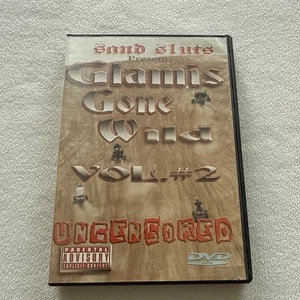 sand sluts
Present
Glamis
Gone
Wild
VOL.#2
UNCENSORED
PARENTAL
ADVISORY
EXPLICIT CONTENT
DVD